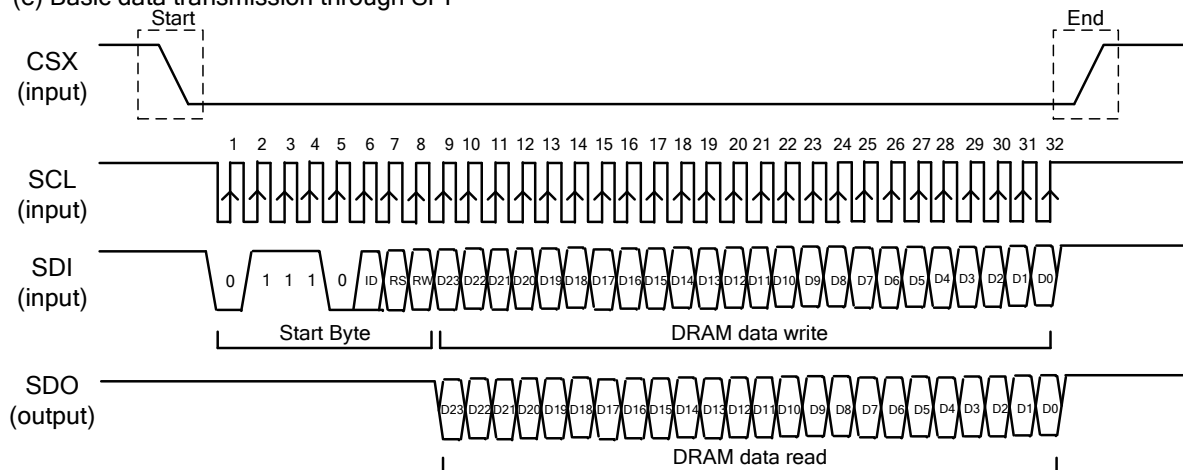 (e) Basic data transmission through SPI
Start
End
CSX
(input)
1 2 3 4 5 6 7 8 9 10 11 12 13 14 15 16 17 18 19 20 21 22 23 24 25 26 27 28 29 30 31 32
SCL
(input)
SDI
(input)
0 1 1 1 0 ID RS RW D23 D22 D21 D20 D19 D18 D17 D16 D15 D14 D13 D12 D11 D10 D9 D8 D7 D6 D5 D4 D3 D2 D1 D0
Start Byte
DRAM data write
SDO
(output)
D23 D22 D21 D20 D19 D18 D17 D16 D15 D14 D13 D12 D11 D10 D9 D8 D7 D6 D5 D4 D3 D2 D1 D0
DRAM data read